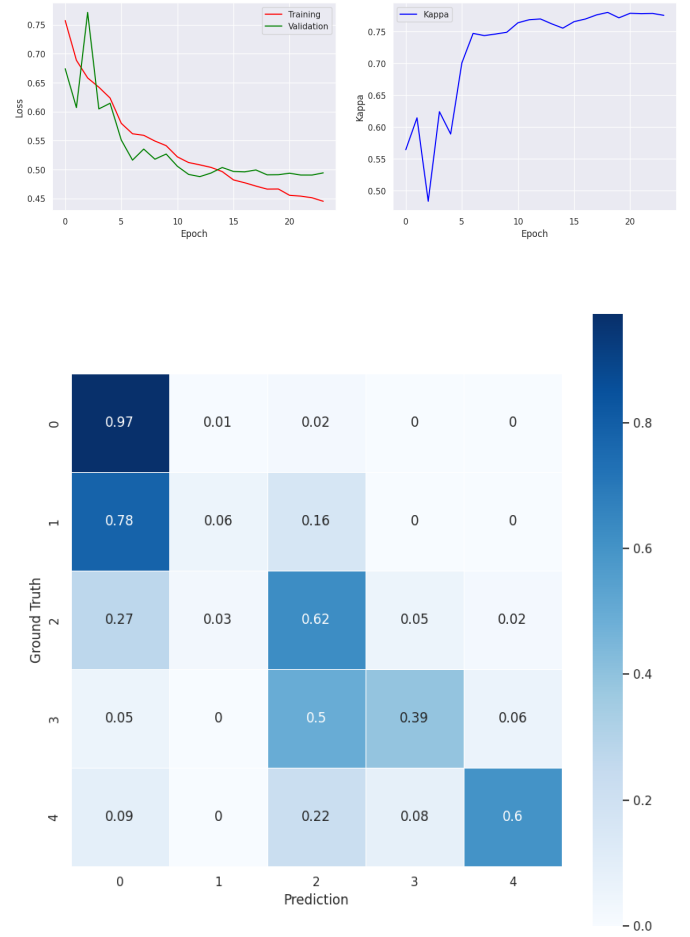 Training
Validation
0.75
0.70
0.65
0.60
0.55
0.50
0.45
Loss
0 5 10 15 20
Epoch
Kappa
0.75
0.70
0.65
0.60
0.55
0.50
Kappa
0 5 10 15 20
Epoch
0 0.97 0.01 0.02 0 0
1 0.78 0.06 0.16 0 0
2 0.27 0.03 0.62 0.05 0.02
3 0.05 0 0.5 0.39 0.06
4 0.09 0 0.22 0.08 0.6
Ground Truth
0 1 2 3 4
Prediction
0.8
0.6
0.4
0.2
0.0